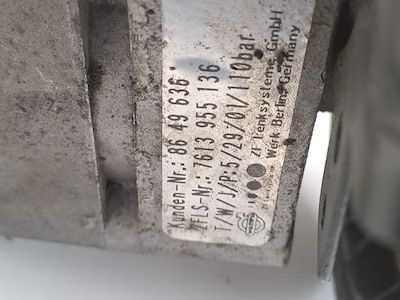 Kunden-Nr.: 86 49 636
ZFLS-Nr.: 7613 955 136
T/W/J/P:5/29/01/110bar
ZF Lenksysteme GmbH
Werk Berlin/Germany